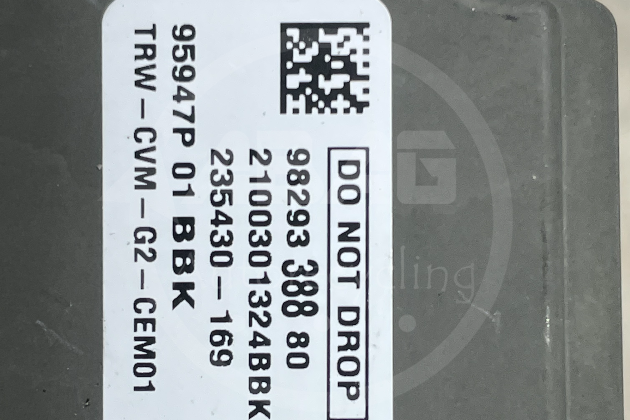 DO NOT DROP
98293 388 80
2100301324BBK
235430-169
95947P 01 BBK
TRW-CVM-G2-CEM01